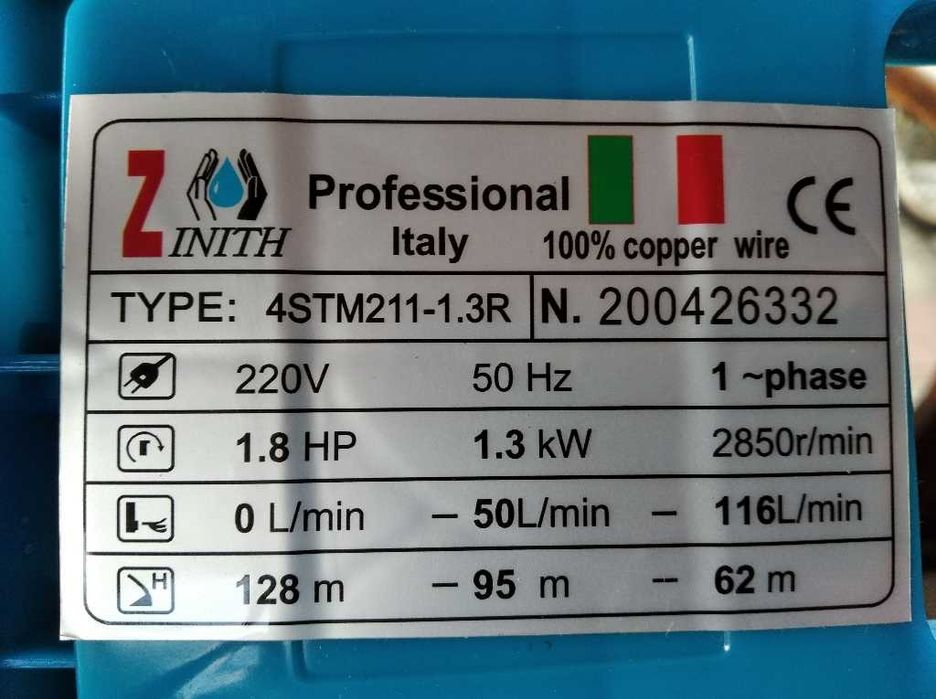 ZINITH
Professional
Italy
100% copper wire
CE
TYPE: 4STM211-1.3R N. 200426332
220V 50 Hz 1 ~phase
1.8 HP 1.3 kW 2850r/min
0 L/min – 50L/min – 116L/min
H 128 m – 95 m -- 62 m